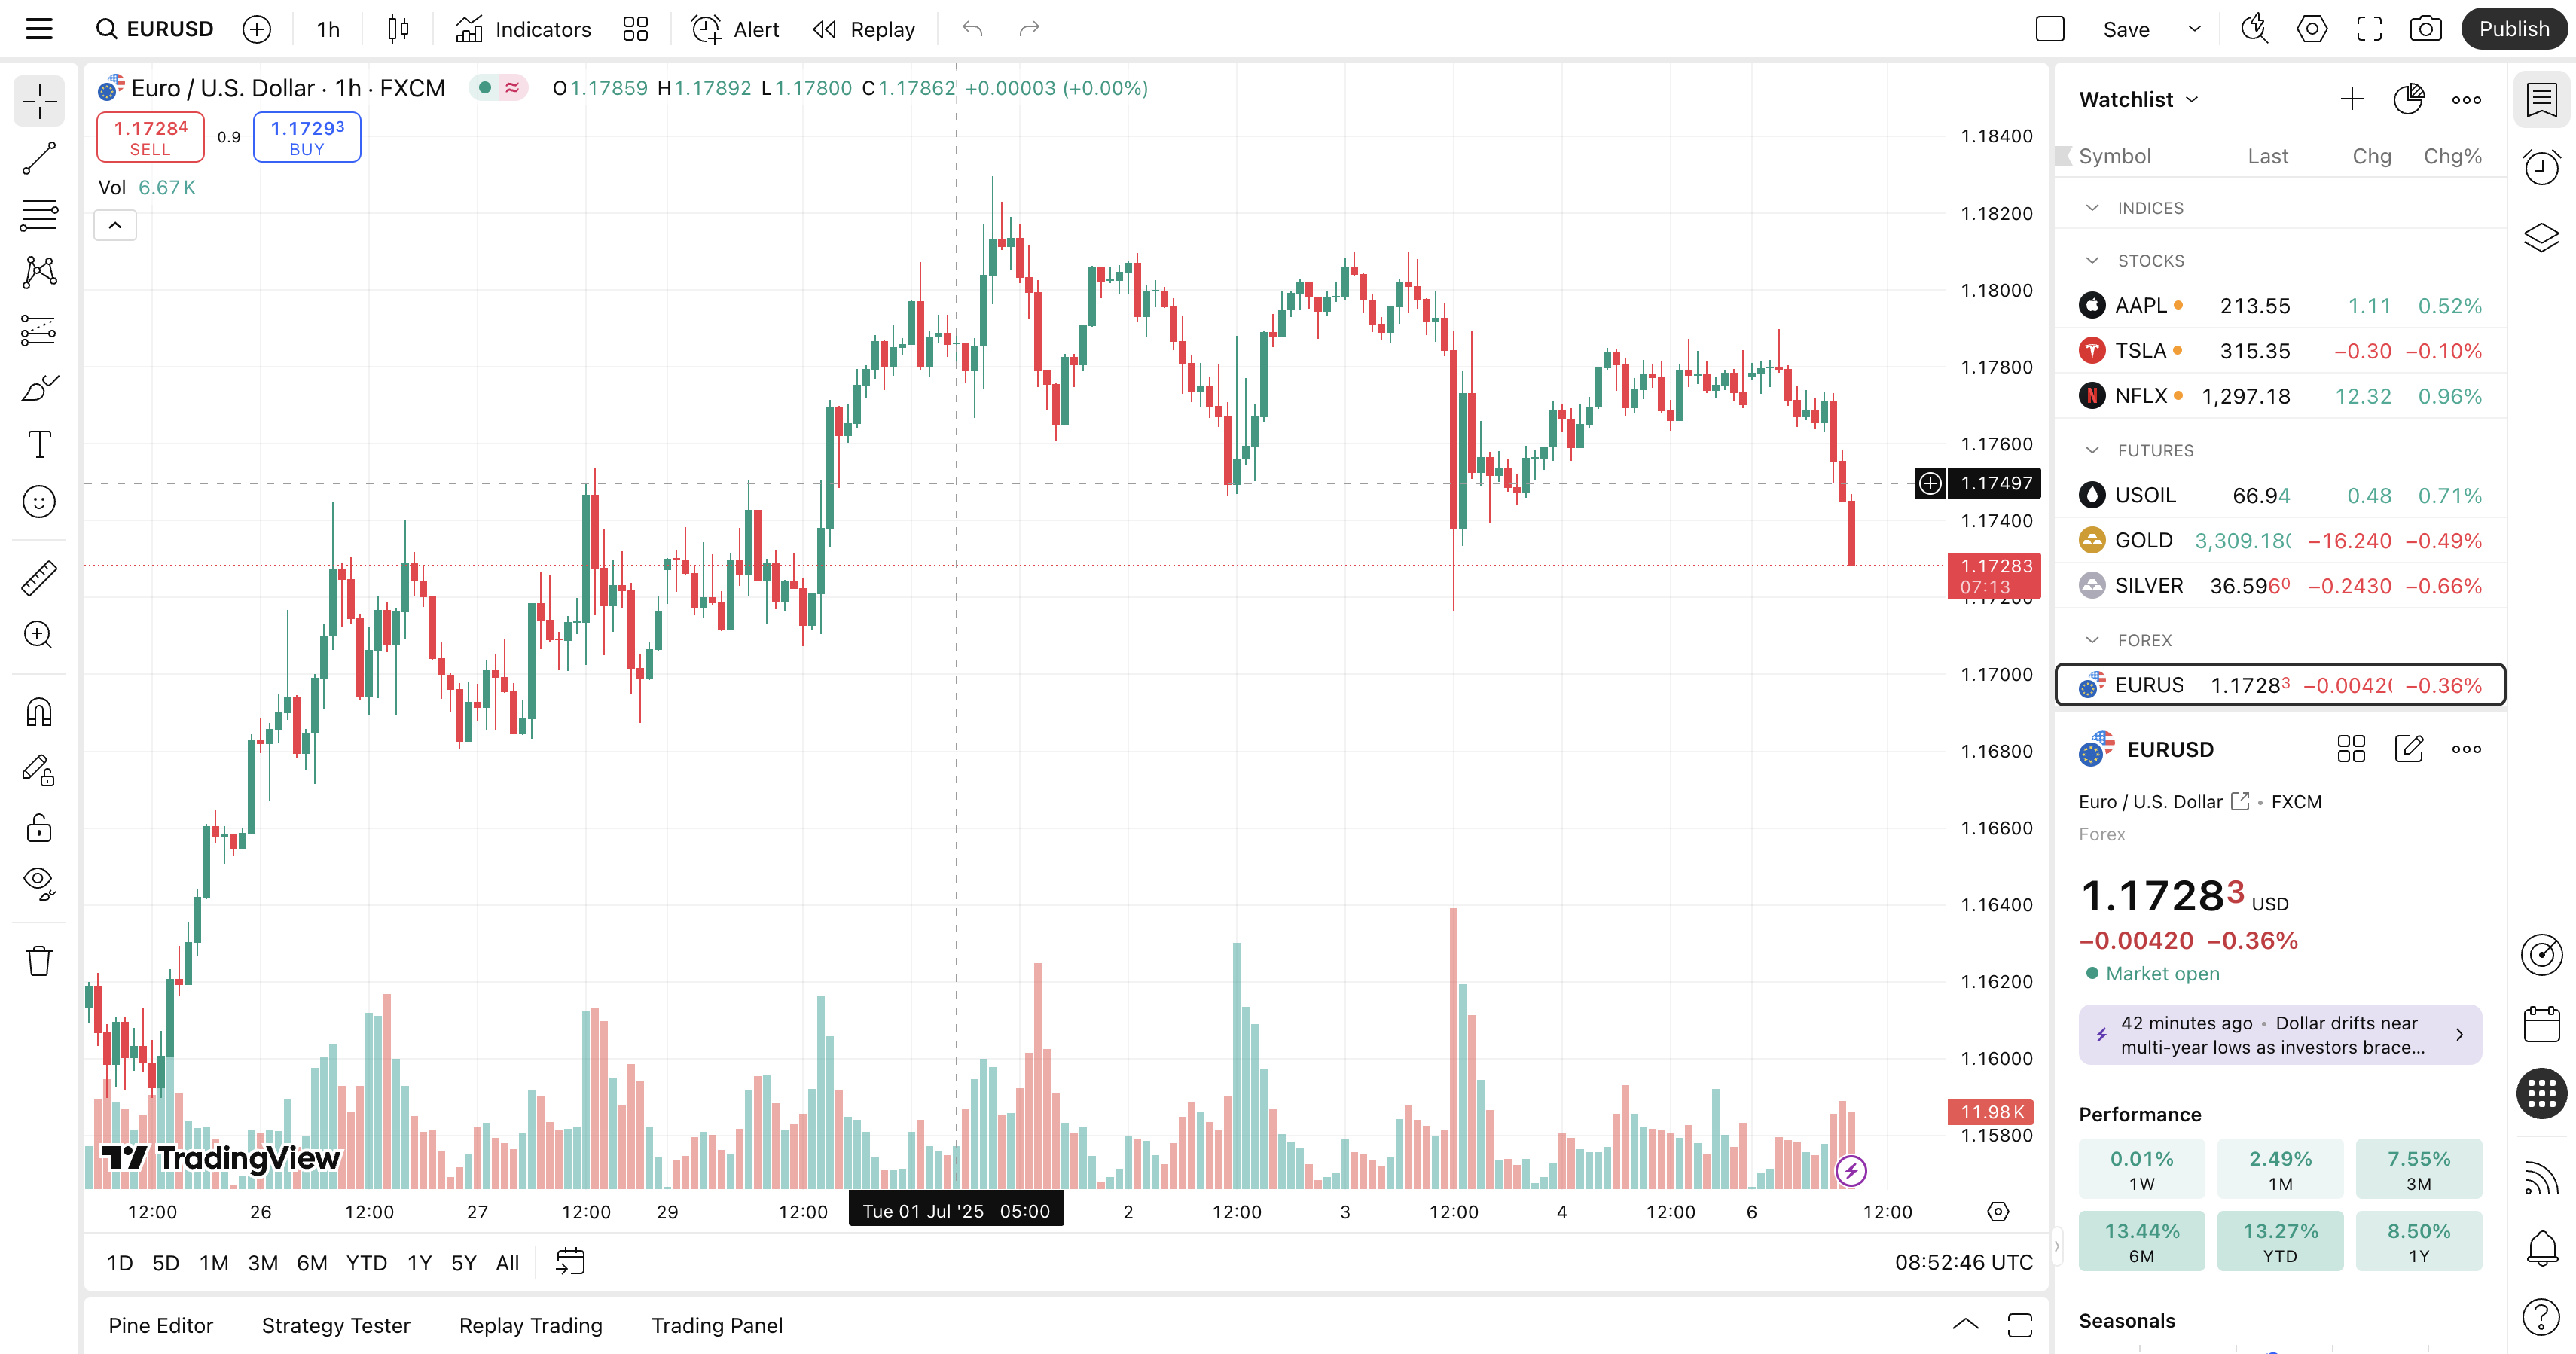 EURUSD 1h Indicators Alert Replay Save Publish
Euro / U.S. Dollar · 1h · FXCM O1.17859 H1.17892 L1.17800 C1.17862 +0.00003 (+0.00%)
1.17284 SELL 0.9 1.17293 BUY
Vol 6.67 K
1.18400
1.18200
1.18000
1.17800
1.17600
1.17497
1.17400
1.17283
07:13
1.17200
1.17000
1.16800
1.16600
1.16400
1.16200
1.16000
11.98 K
1.15800
TradingView
12:00 26 12:00 27 12:00 29 12:00 Tue 01 Jul '25 05:00 2 12:00 3 12:00 4 12:00 6 12:00
1D 5D 1M 3M 6M YTD 1Y 5Y All 08:52:46 UTC
Pine Editor Strategy Tester Replay Trading Trading Panel
Watchlist
Symbol Last Chg Chg%
INDICES
STOCKS
AAPL 213.55 1.11 0.52%
TSLA 315.35 −0.30 −0.10%
NFLX 1,297.18 12.32 0.96%
FUTURES
USOIL 66.94 0.48 0.71%
GOLD 3,309.180 −16.240 −0.49%
SILVER 36.5960 −0.2430 −0.66%
FOREX
EURUS 1.17283 −0.00420 −0.36%
EURUSD
Euro / U.S. Dollar • FXCM
Forex
1.17283 USD
−0.00420 −0.36%
Market open
42 minutes ago • Dollar drifts near
multi-year lows as investors brace...
Performance
0.01% 2.49% 7.55%
1W 1M 3M
13.44% 13.27% 8.50%
6M YTD 1Y
Seasonals